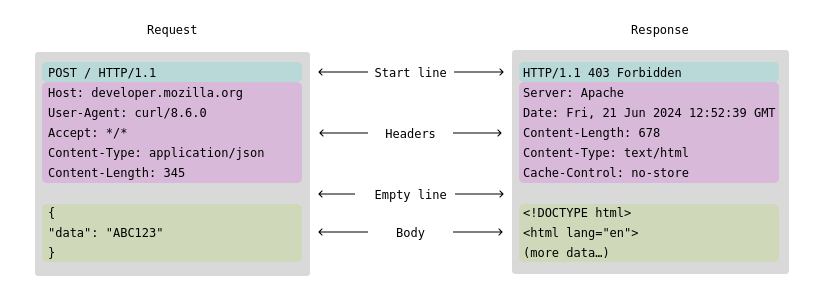 Request
Response
POST / HTTP/1.1
Host: developer.mozilla.org
User-Agent: curl/8.6.0
Accept: */*
Content-Type: application/json
Content-Length: 345
{
"data": "ABC123"
}
Start line
Headers
Empty line
Body
HTTP/1.1 403 Forbidden
Server: Apache
Date: Fri, 21 Jun 2024 12:52:39 GMT
Content-Length: 678
Content-Type: text/html
Cache-Control: no-store
<!DOCTYPE html>
<html lang="en">
(more data…)